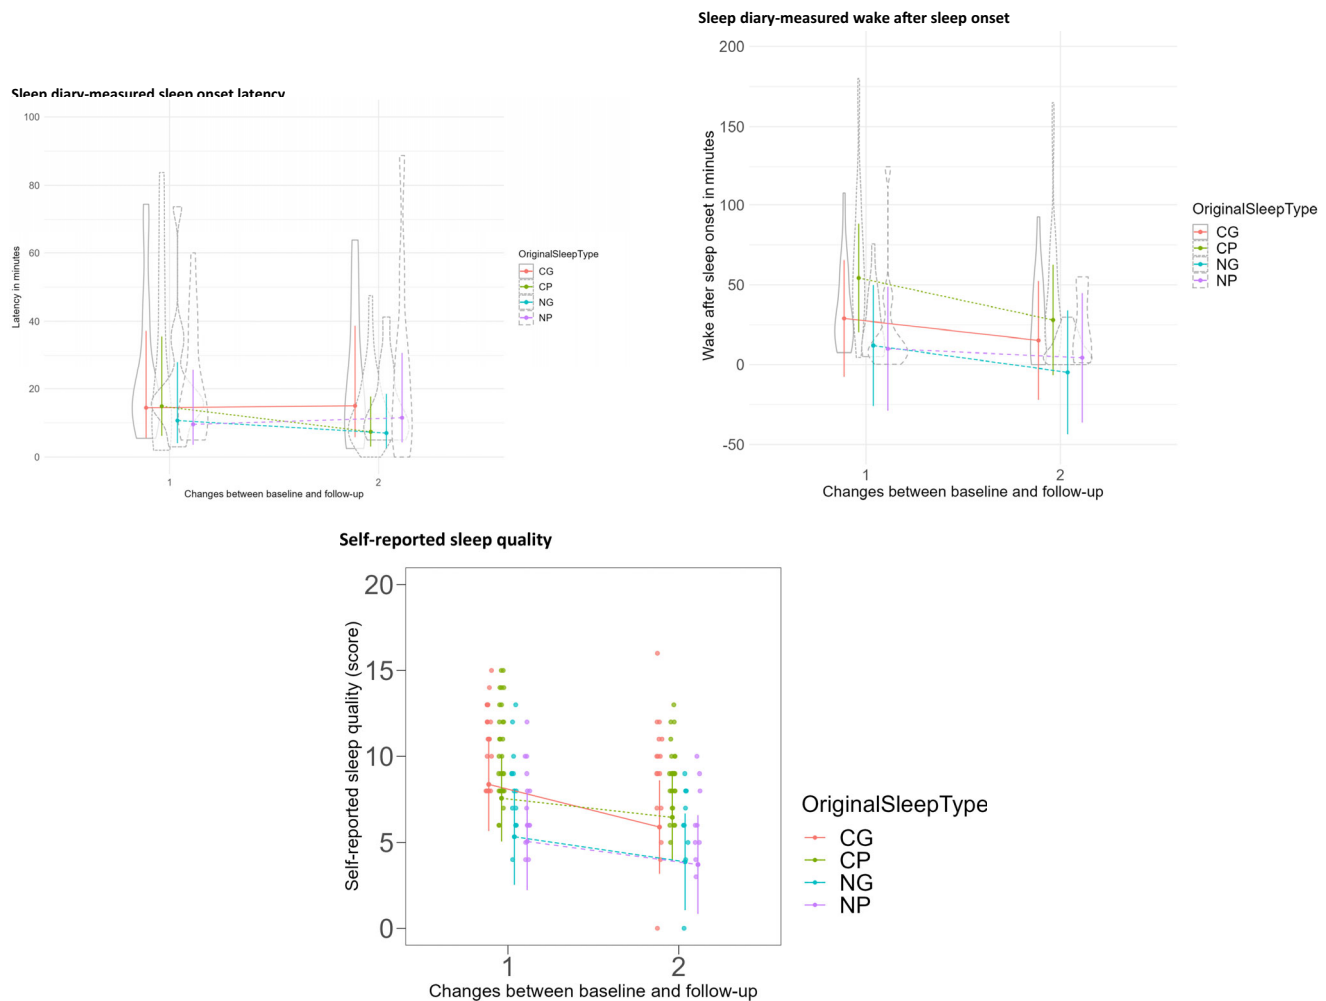 Sleep diary-measured sleep onset latency
100
80
60
40
20
0
Latency in minutes
1
2
Changes between baseline and follow-up
OriginalSleepType
CG
CP
NG
NP
Sleep diary-measured wake after sleep onset
200
150
100
50
0
-50
Wake after sleep onset in minutes
1
2
Changes between baseline and follow-up
OriginalSleepType
CG
CP
NG
NP
Self-reported sleep quality
20
15
10
5
0
Self-reported sleep quality (score)
1
2
Changes between baseline and follow-up
OriginalSleepType
CG
CP
NG
NP